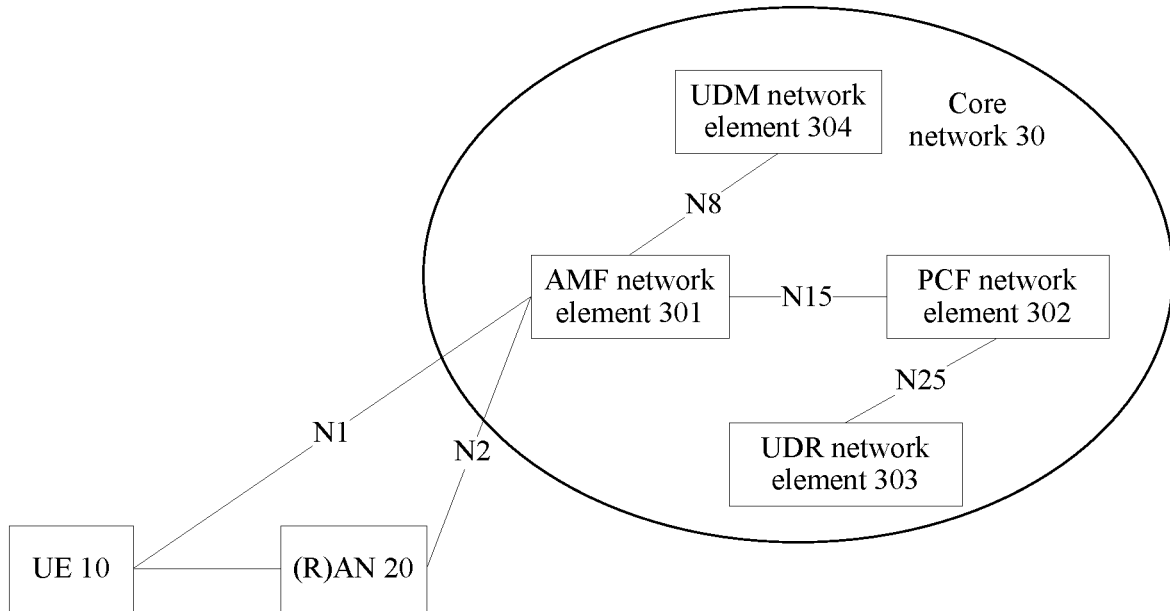 UDM network
element 304
Core
network 30
N8
AMF network
element 301
N15
PCF network
element 302
N25
UDR network
element 303
N1
N2
UE 10
(R)AN 20